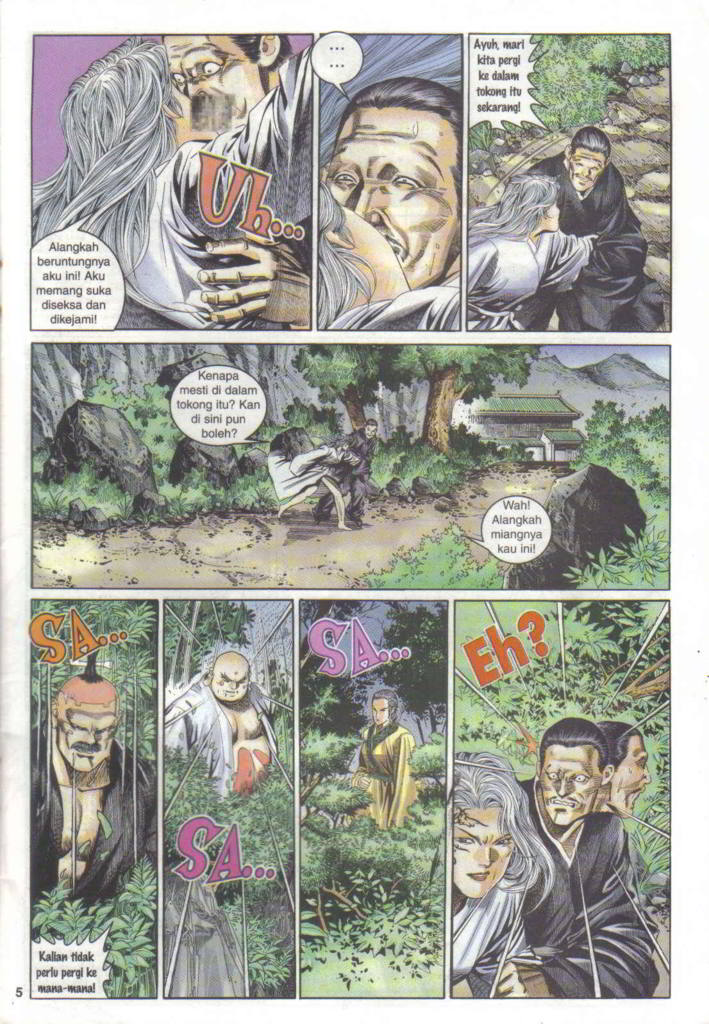 Uh...
Alangkah
beruntungnya
aku ini! Aku
memang suka
diseksa dan
dikejami!
...
...
Ayuh, mari
kita pergi
ke dalam
tokong itu
sekarang!
Kenapa
mesti di dalam
tokong itu? Kan
di sini pun
boleh?
Wah!
Alangkah
miangnya
kau ini!
SA...
Kalian tidak
perlu pergi ke
mana-mana!
SA...
SA...
Eh?
5